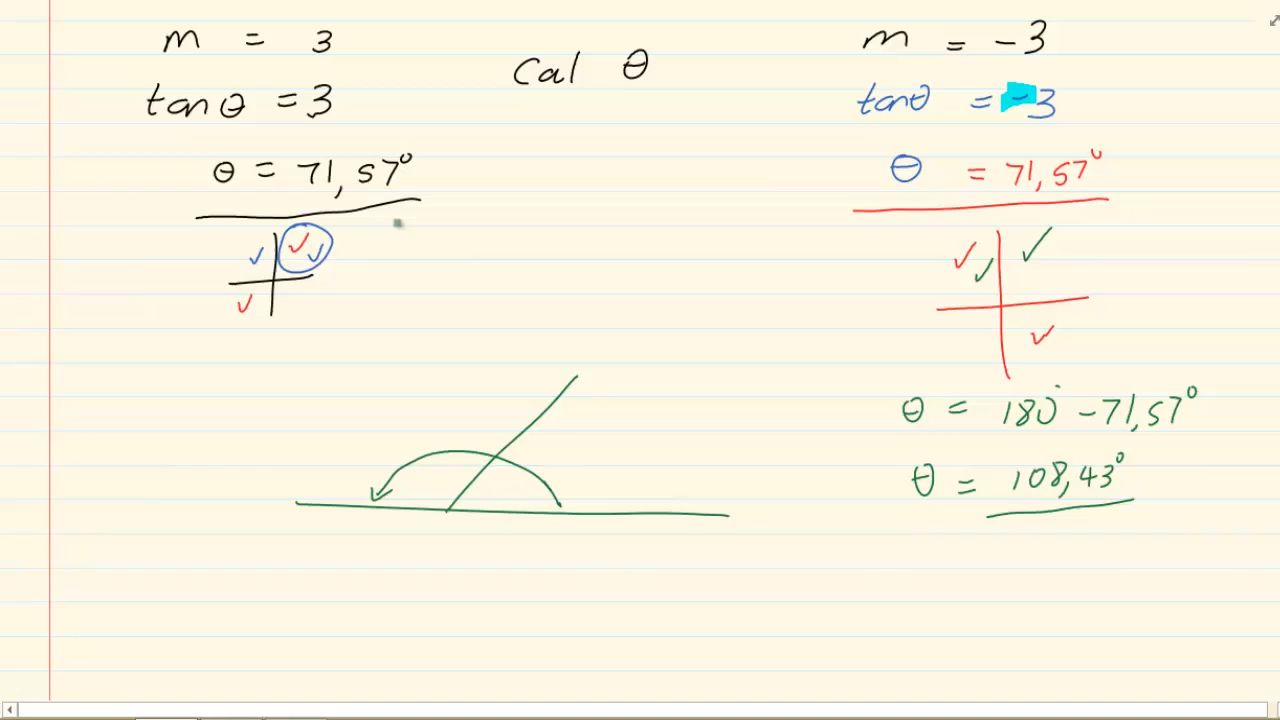 m = 3
tanθ = 3
θ = 71,57°
Cal θ
m = -3
tanθ = -3
θ = 71,57°
θ = 180° - 71,57°
θ = 108,43°